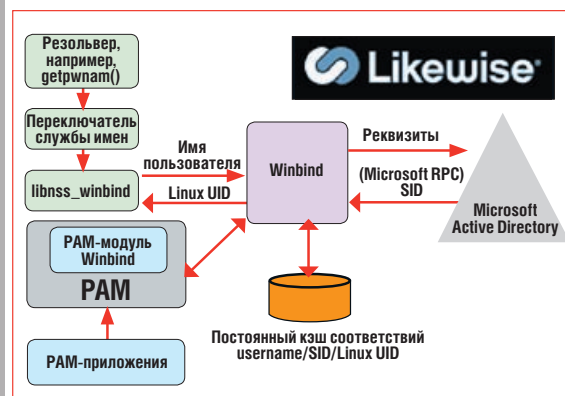 Резольвер,
например,
getpwnam()
Likewise
Переключатель
службы имен
Имя
пользователя
Реквизиты
libnss_winbind
Linux UID
Winbind
(Microsoft RPC)
SID
Microsoft
Active Directory
PAM-модуль
Winbind
PAM
PAM-приложения
Постоянный кэш соответствий
username/SID/Linux UID